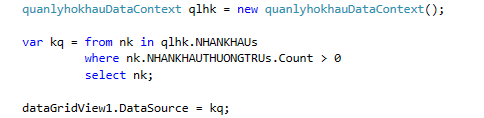 quanlyhokhauDataContext qlhk = new quanlyhokhauDataContext();
var kq = from nk in qlhk.NHANKHAUs
where nk.NHANKHAUTHUONGTRUs.Count > 0
select nk;
dataGridView1.DataSource = kq;